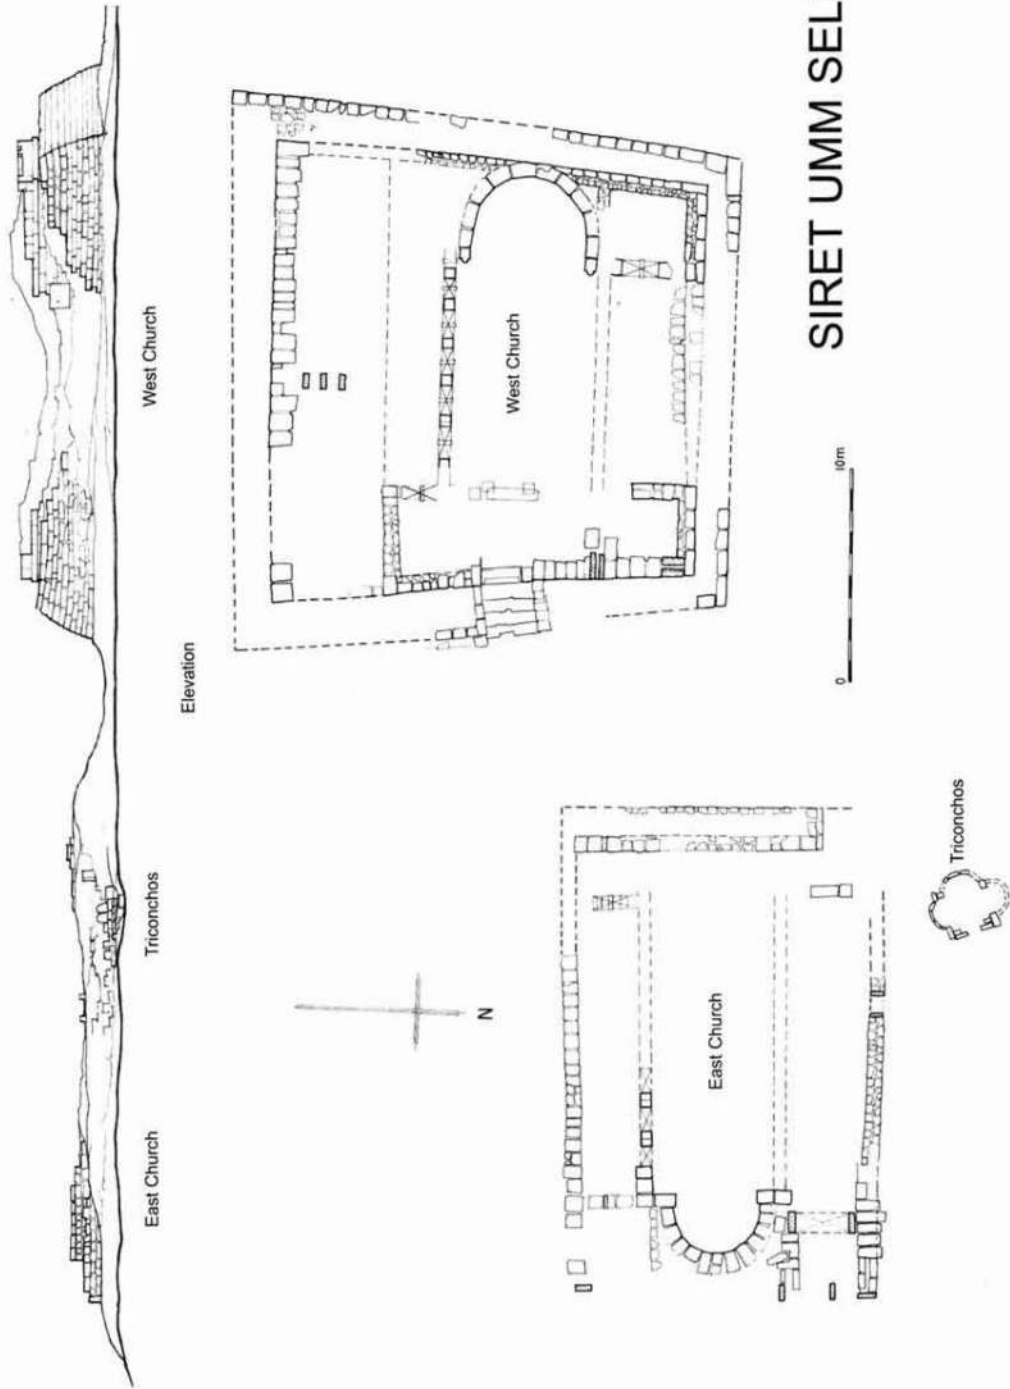 East Church
Triconchos
West Church
Elevation
N
West Church
East Church
Triconchos
0
10m
SIRET UMM SEL